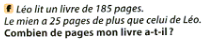 f Léo lit un livre de 185 pages.
Le mien a 25 pages de plus que celui de Léo.
Combien de pages mon livre a-t-il ?